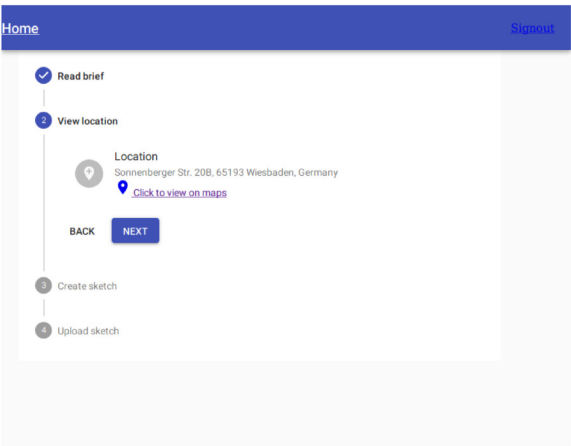 Home
Signout
Read brief
2 View location
Location
Sonnenberger Str. 20B, 65193 Wiesbaden, Germany
Click to view on maps
BACK NEXT
3 Create sketch
4 Upload sketch